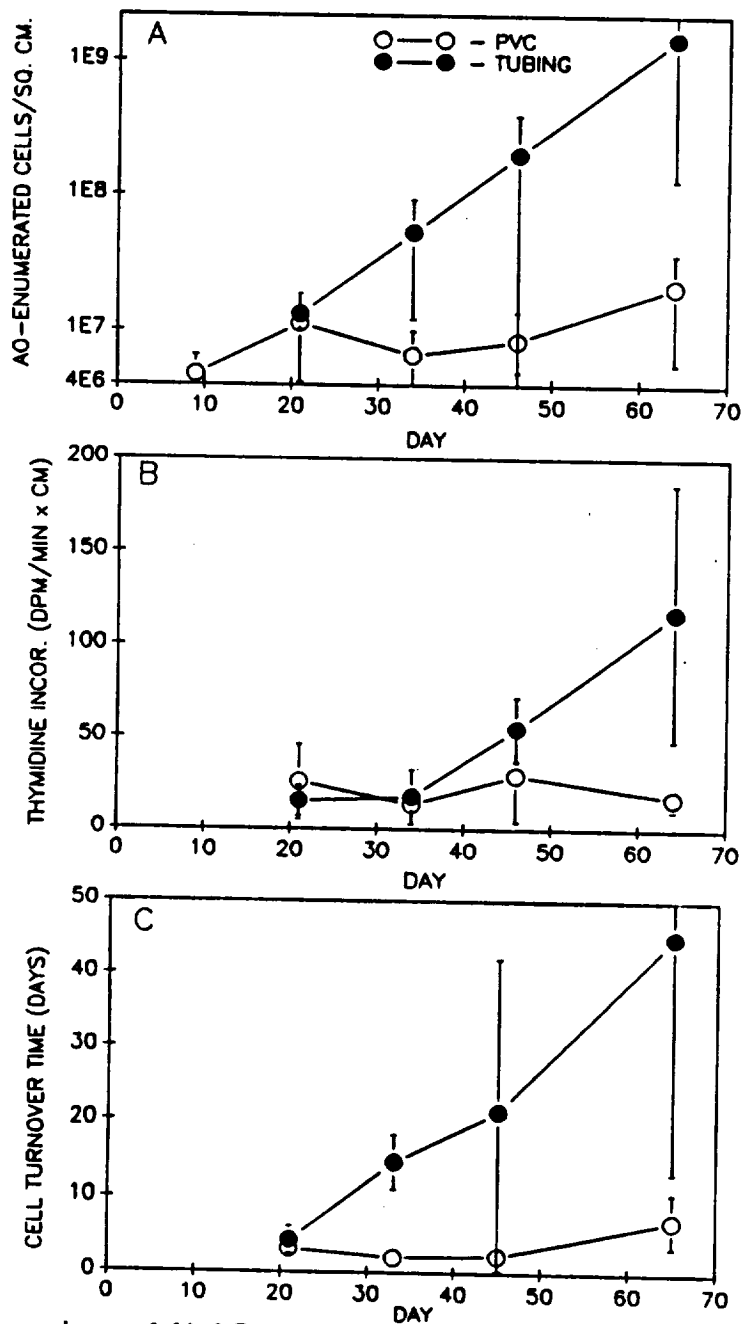 A
O—O – PVC
●—● – TUBING
AO-ENUMERATED CELLS/SQ. CM.
1E9
1E8
1E7
4E6
0 10 20 30 40 50 60 70
DAY
B
THYMIDINE INCOR. (DPM/MIN x CM)
200
150
100
50
0
0 10 20 30 40 50 60 70
DAY
C
CELL TURNOVER TIME (DAYS)
50
40
30
20
10
0
0 10 20 30 40 50 60 70
DAY